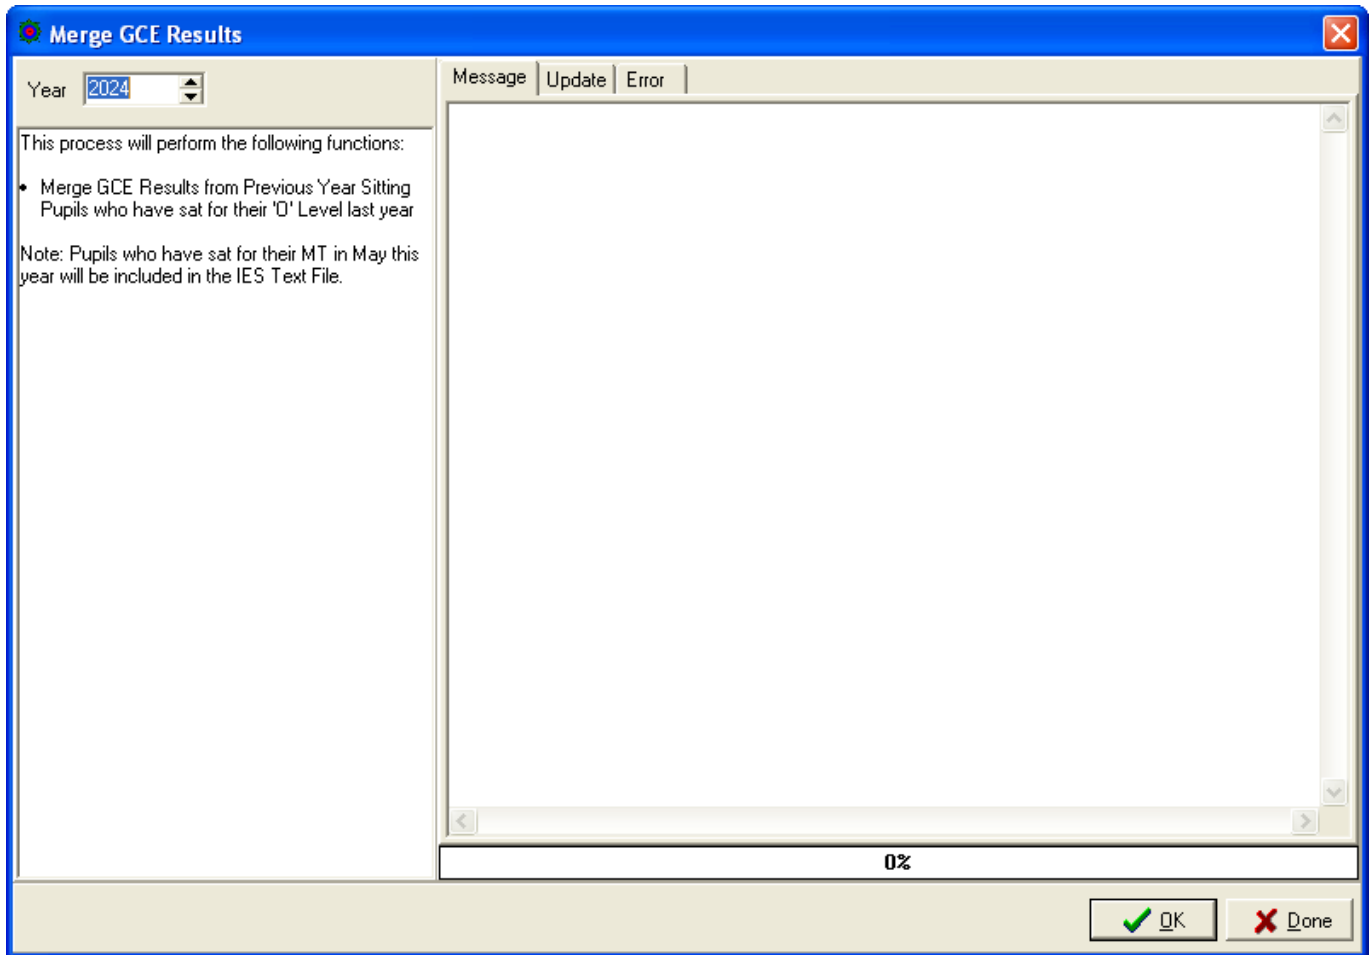 Merge GCE Results
Year 2024
This process will perform the following functions:
• Merge GCE Results from Previous Year Sitting
Pupils who have sat for their 'O' Level last year
Note: Pupils who have sat for their MT in May this
year will be included in the IES Text File.
Message Update Error
0%
OK Done